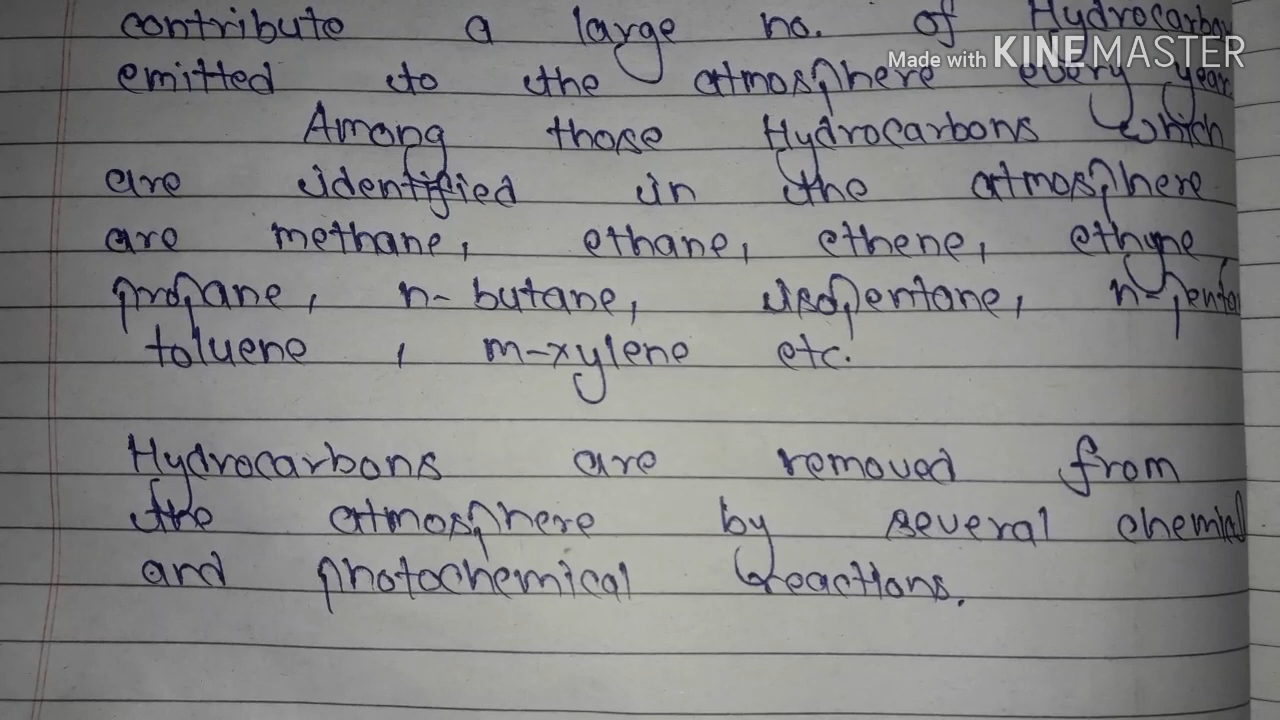 contribute a large no. of Hydrocarbon
Made with KINEMASTER
emitted to the atmosphere every year.
Among those Hydrocarbons which
are identified in the atmosphere
are methane, ethane, ethene, ethyne,
propane, n-butane, isopentane, n-penta
toluene, m-xylene etc.
Hydrocarbons are removed from
the atmosphere by several chemical
and photochemical reactions.